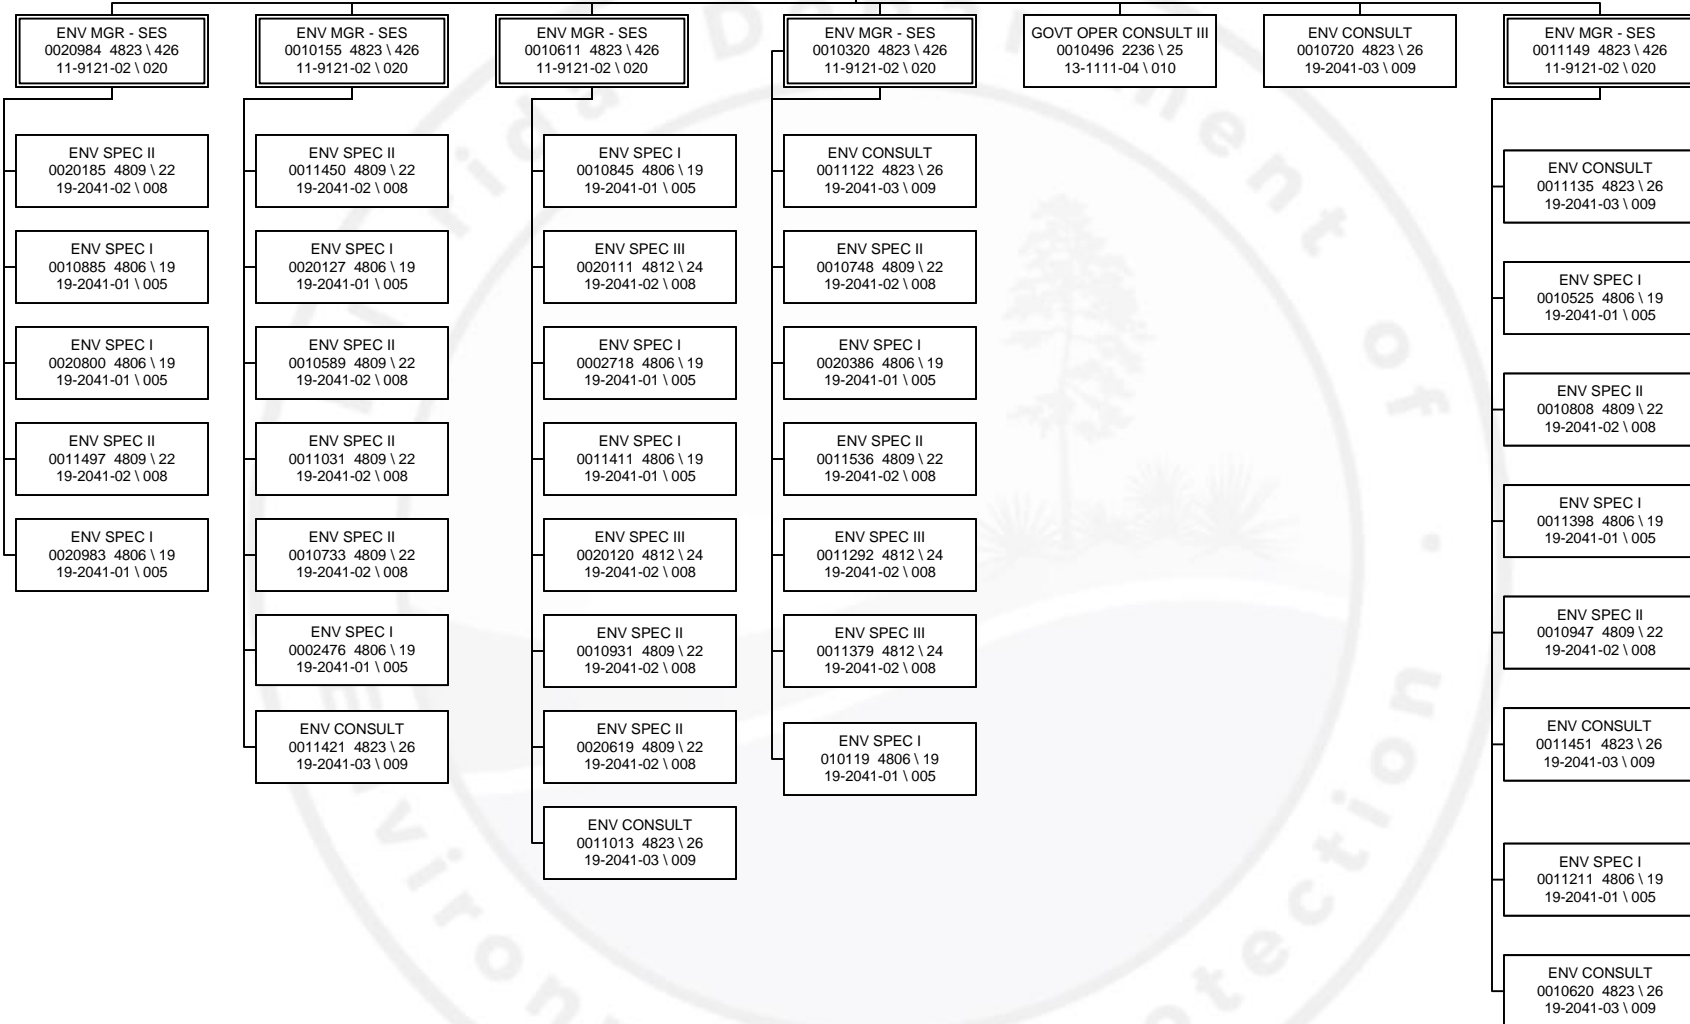 ENV MGR - SES
0020984 4823 \ 426
11-9121-02 \ 020
ENV SPEC II
0020185 4809 \ 22
19-2041-02 \ 008
ENV SPEC I
0010885 4806 \ 19
19-2041-01 \ 005
ENV SPEC I
0020800 4806 \ 19
19-2041-01 \ 005
ENV SPEC II
0011497 4809 \ 22
19-2041-02 \ 008
ENV SPEC I
0020983 4806 \ 19
19-2041-01 \ 005
ENV MGR - SES
0010155 4823 \ 426
11-9121-02 \ 020
ENV SPEC II
0011450 4809 \ 22
19-2041-02 \ 008
ENV SPEC I
0020127 4806 \ 19
19-2041-01 \ 005
ENV SPEC II
0010589 4809 \ 22
19-2041-02 \ 008
ENV SPEC II
0011031 4809 \ 22
19-2041-02 \ 008
ENV SPEC II
0010733 4809 \ 22
19-2041-02 \ 008
ENV SPEC I
0002476 4806 \ 19
19-2041-01 \ 005
ENV CONSULT
0011421 4823 \ 26
19-2041-03 \ 009
ENV MGR - SES
0010611 4823 \ 426
11-9121-02 \ 020
ENV SPEC I
0010845 4806 \ 19
19-2041-01 \ 005
ENV SPEC III
0020111 4812 \ 24
19-2041-02 \ 008
ENV SPEC I
0002718 4806 \ 19
19-2041-01 \ 005
ENV SPEC I
0011411 4806 \ 19
19-2041-01 \ 005
ENV SPEC III
0020120 4812 \ 24
19-2041-02 \ 008
ENV SPEC II
0010931 4809 \ 22
19-2041-02 \ 008
ENV SPEC II
0020619 4809 \ 22
19-2041-02 \ 008
ENV CONSULT
0011013 4823 \ 26
19-2041-03 \ 009
ENV MGR - SES
0010320 4823 \ 426
11-9121-02 \ 020
ENV CONSULT
0011122 4823 \ 26
19-2041-03 \ 009
ENV SPEC II
0010748 4809 \ 22
19-2041-02 \ 008
ENV SPEC I
0020386 4806 \ 19
19-2041-01 \ 005
ENV SPEC II
0011536 4809 \ 22
19-2041-02 \ 008
ENV SPEC III
0011292 4812 \ 24
19-2041-02 \ 008
ENV SPEC III
0011379 4812 \ 24
19-2041-02 \ 008
ENV SPEC I
010119 4806 \ 19
19-2041-01 \ 005
GOVT OPER CONSULT III
0010496 2236 \ 25
13-1111-04 \ 010
ENV CONSULT
0010720 4823 \ 26
19-2041-03 \ 009
ENV MGR - SES
0011149 4823 \ 426
11-9121-02 \ 020
ENV CONSULT
0011135 4823 \ 26
19-2041-03 \ 009
ENV SPEC I
0010525 4806 \ 19
19-2041-01 \ 005
ENV SPEC II
0010808 4809 \ 22
19-2041-02 \ 008
ENV SPEC I
0011398 4806 \ 19
19-2041-01 \ 005
ENV SPEC II
0010947 4809 \ 22
19-2041-02 \ 008
ENV CONSULT
0011451 4823 \ 26
19-2041-03 \ 009
ENV SPEC I
0011211 4806 \ 19
19-2041-01 \ 005
ENV CONSULT
0010620 4823 \ 26
19-2041-03 \ 009